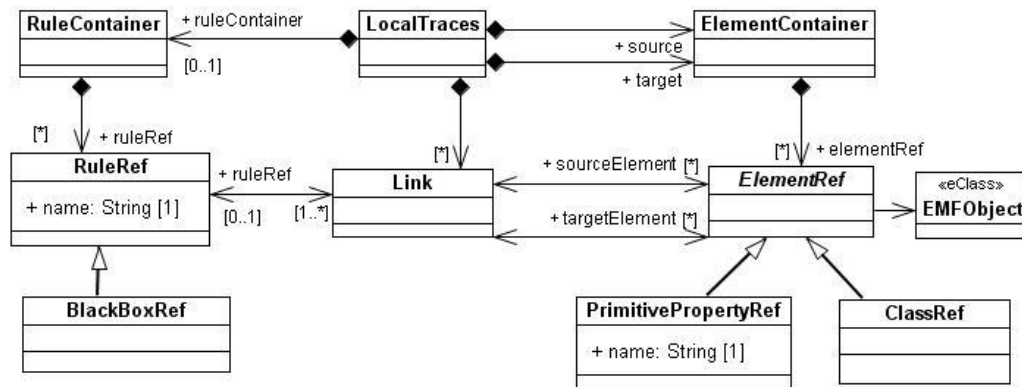 RuleContainer
+ ruleContainer
LocalTraces
ElementContainer
[0..1]
+ source
+ target
[*]
+ ruleRef
[*]
[*]
+ elementRef
RuleRef
+ name: String [1]
+ ruleRef
[0..1]
[1..*]
Link
+ sourceElement [*]
+ targetElement [*]
ElementRef
«eClass»
EMFObject
BlackBoxRef
PrimitivePropertyRef
+ name: String [1]
ClassRef